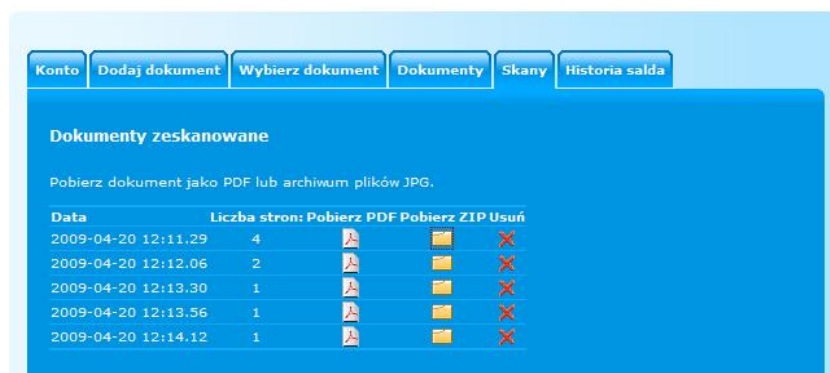 Konto Dodaj dokument Wybierz dokument Dokumenty Skany Historia salda
Dokumenty zeskanowane
Pobierz dokument jako PDF lub archiwum plików JPG.
Data Liczba stron: Pobierz PDF Pobierz ZIP Usuń
2009-04-20 12:11.29 4
2009-04-20 12:12.06 2
2009-04-20 12:13.30 1
2009-04-20 12:13.56 1
2009-04-20 12:14.12 1